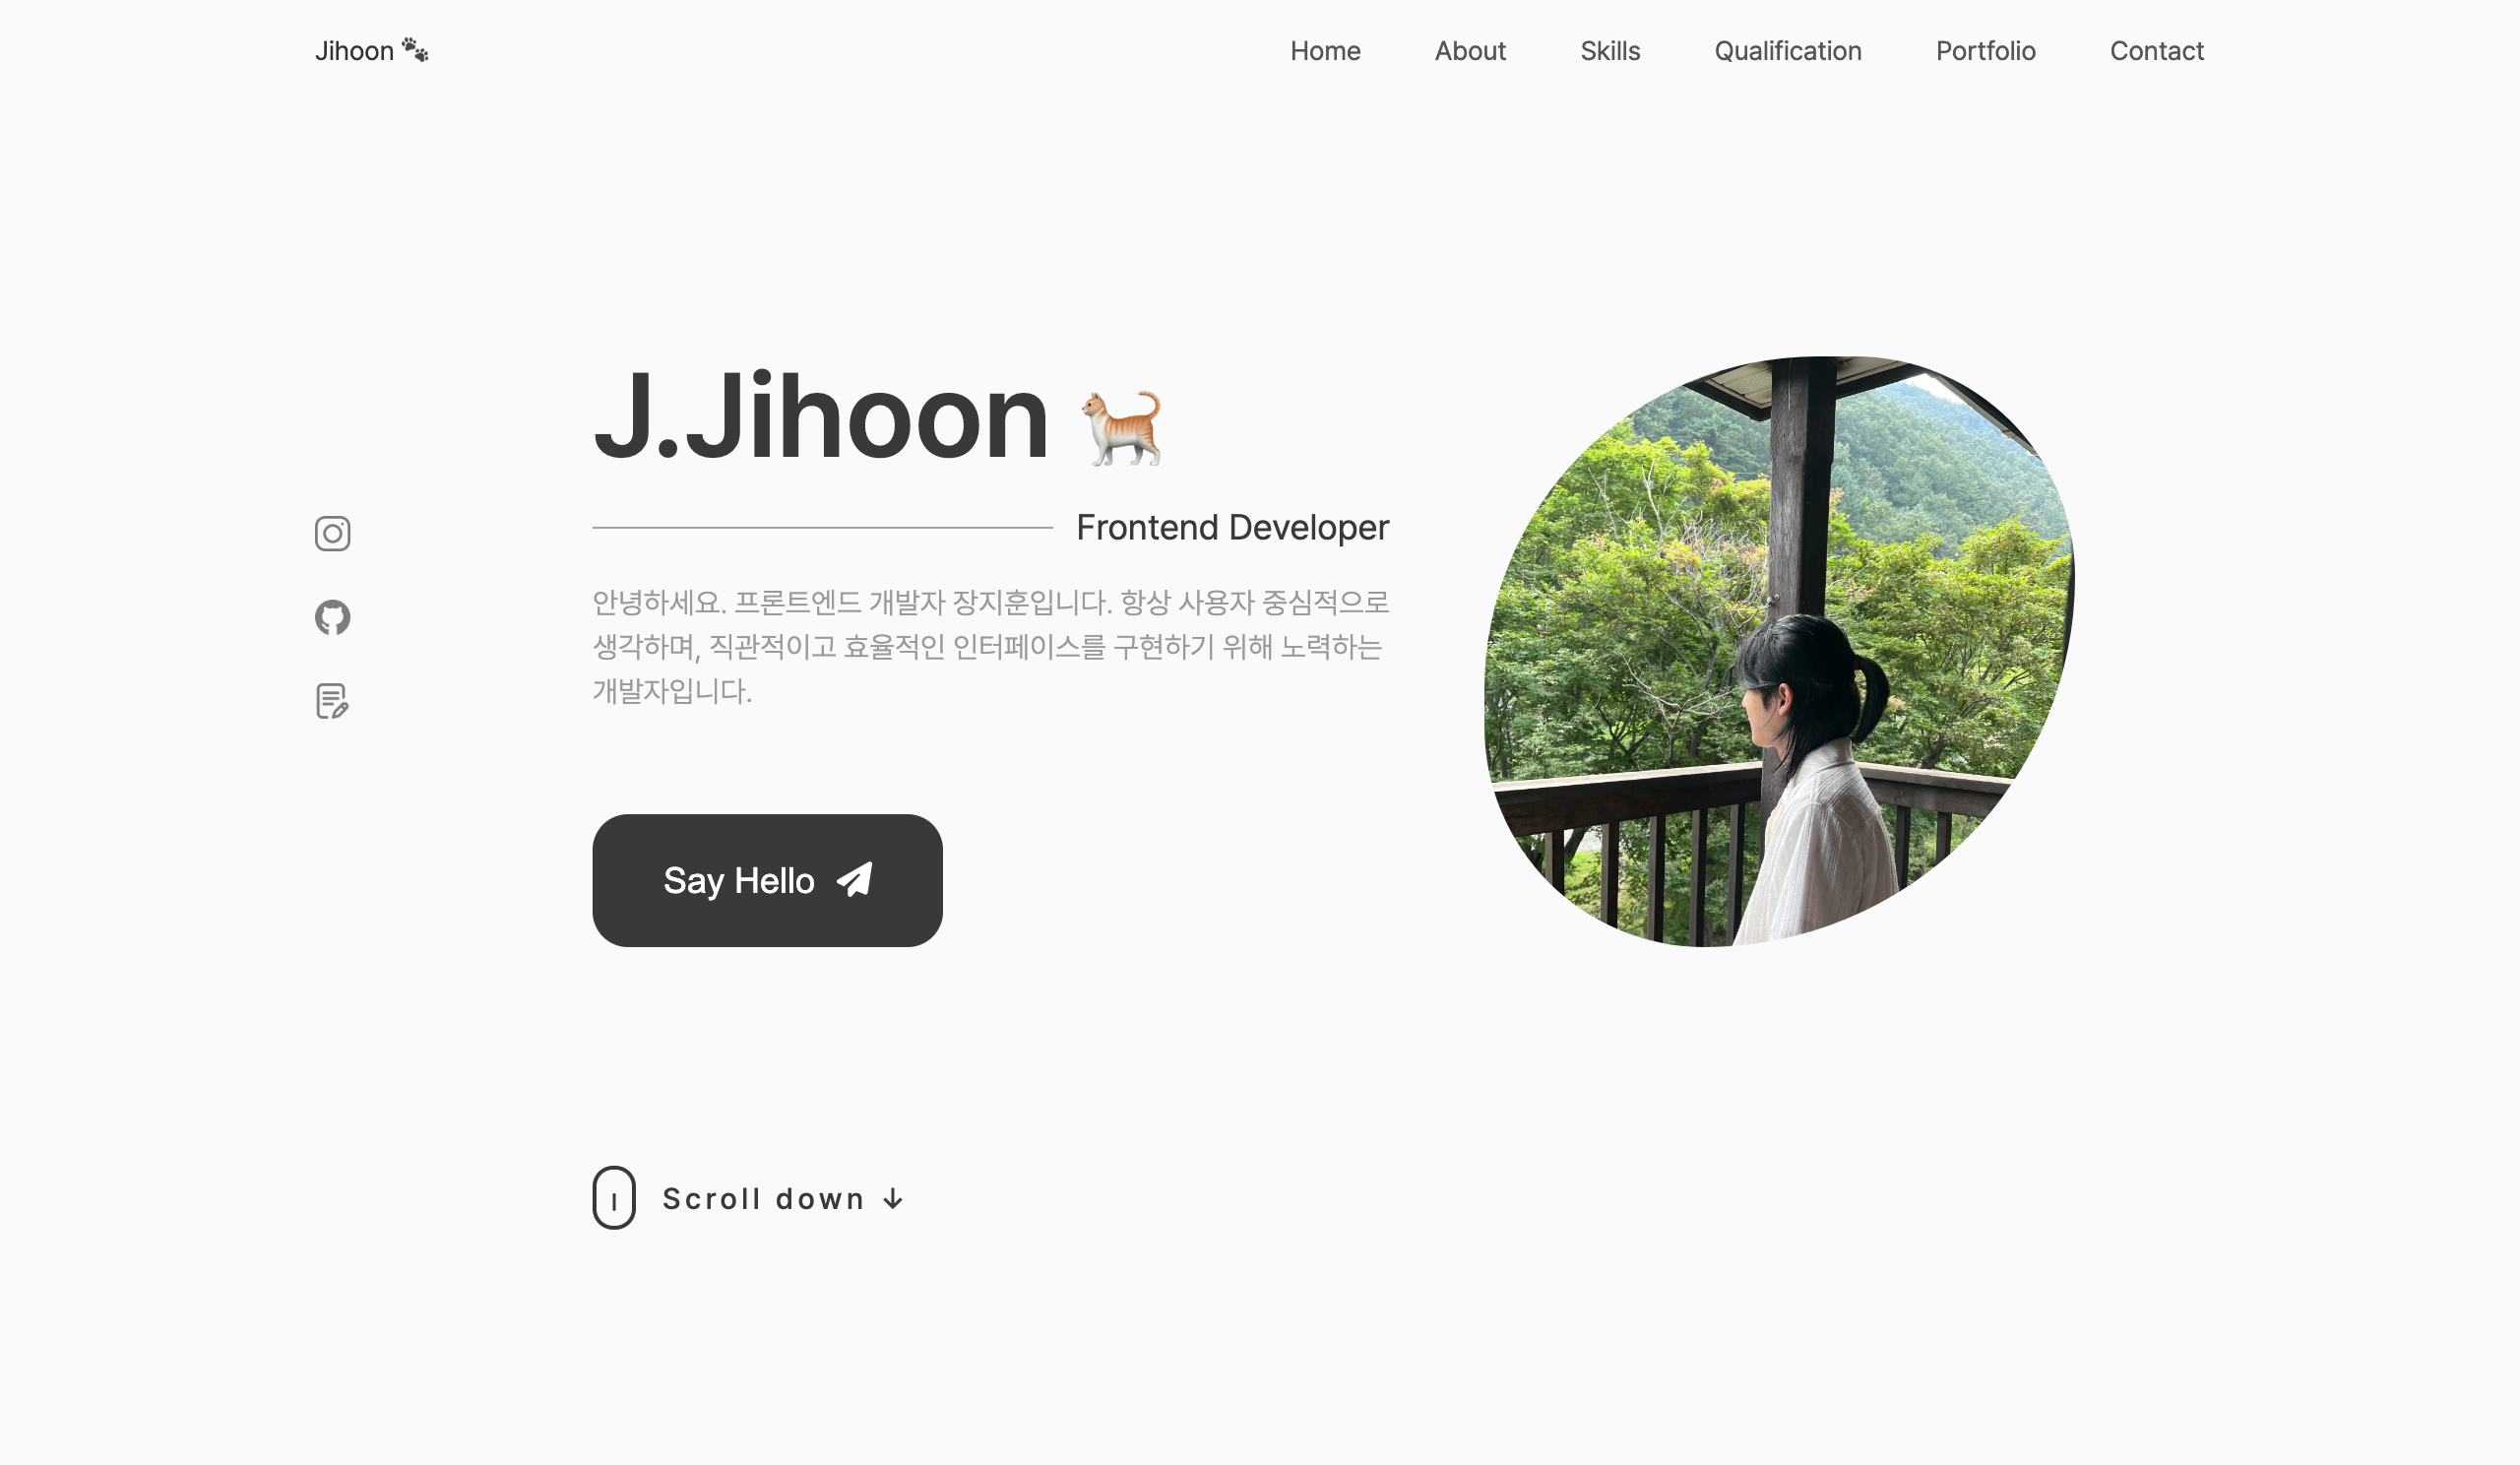 Jihoon
Home About Skills Qualification Portfolio Contact
J.Jihoon
Frontend Developer
안녕하세요. 프론트엔드 개발자 장지훈입니다. 항상 사용자 중심적으로
생각하며, 직관적이고 효율적인 인터페이스를 구현하기 위해 노력하는
개발자입니다.
Say Hello
Scroll down ↓